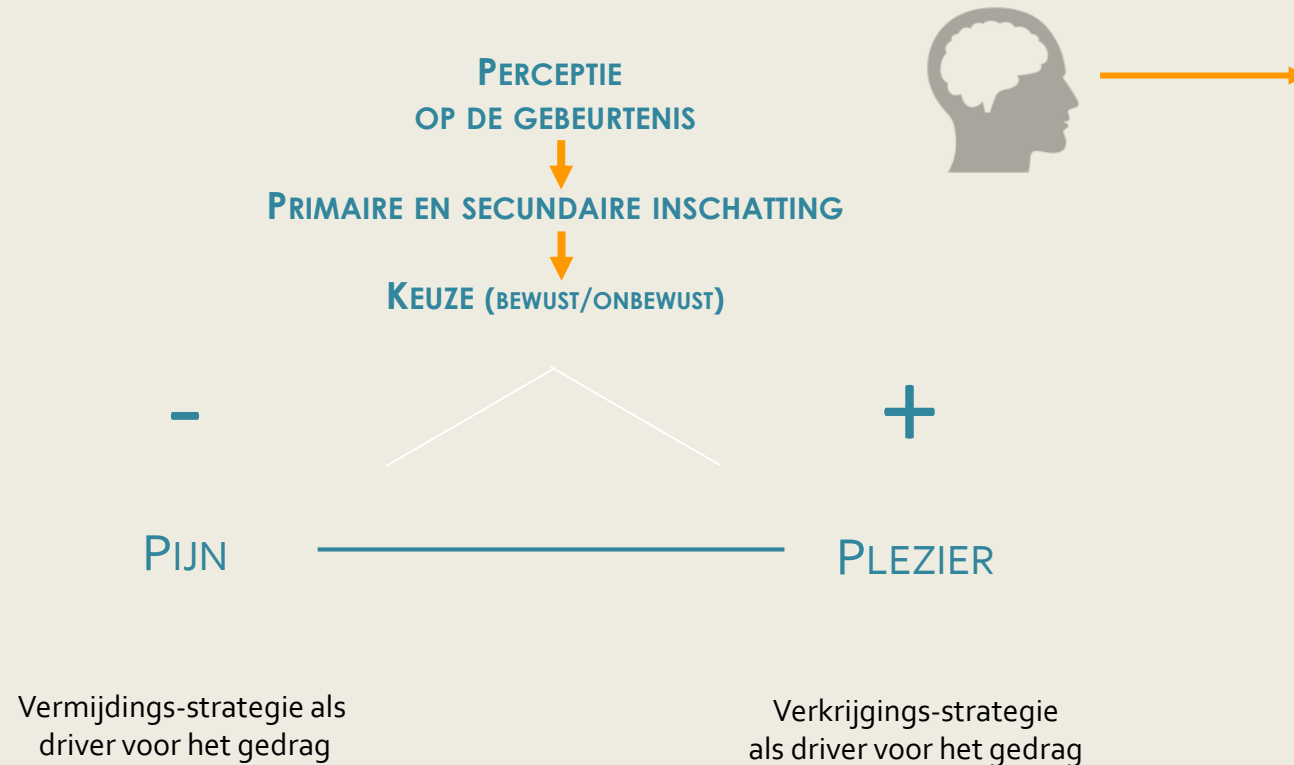 PERCEPTIE
OP DE GEBEURTENIS
PRIMAIRE EN SECUNDAIRE INSCHATTING
KEUZE (BEWUST/ONBEWUST)
- +
PIJN PLEZIER
Vermijdings-strategie als
driver voor het gedrag
Verkrijgings-strategie
als driver voor het gedrag